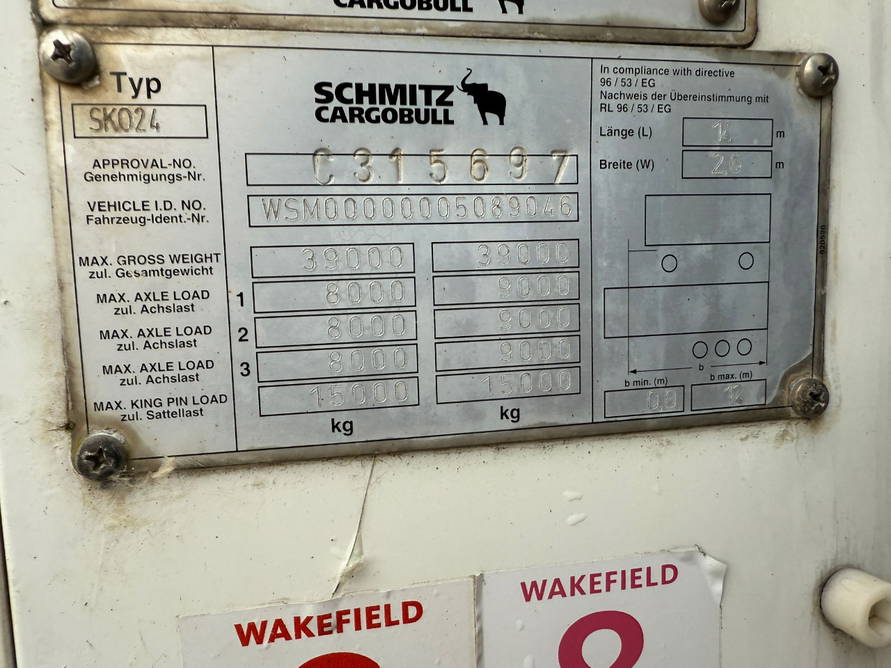 CARGOBULL
Typ
SKO24
SCHMITZ
CARGOBULL
In compliance with directive
96 / 53 / EG
Nachweis der Übereinstimmung mit
RL 96 / 53 / EG
Länge (L) m
Breite (W) 2.6 m
APPROVAL-NO.
Genehmigungs-Nr.
C315697
VEHICLE I.D. NO.
Fahrzeug-Ident.-Nr.
WSM00000005089046
MAX. GROSS WEIGHT
zul. Gesamtgewicht
39000 39000
MAX. AXLE LOAD
zul. Achslast
1 8000 9000
MAX. AXLE LOAD
zul. Achslast
2 8000 9000
MAX. AXLE LOAD
zul. Achslast
3 8000 9000
MAX. KING PIN LOAD
zul. Sattellast
15000 15000
kg kg
b
b min. (m) b max. (m)
WAKEFIELD
WAKEFIELD